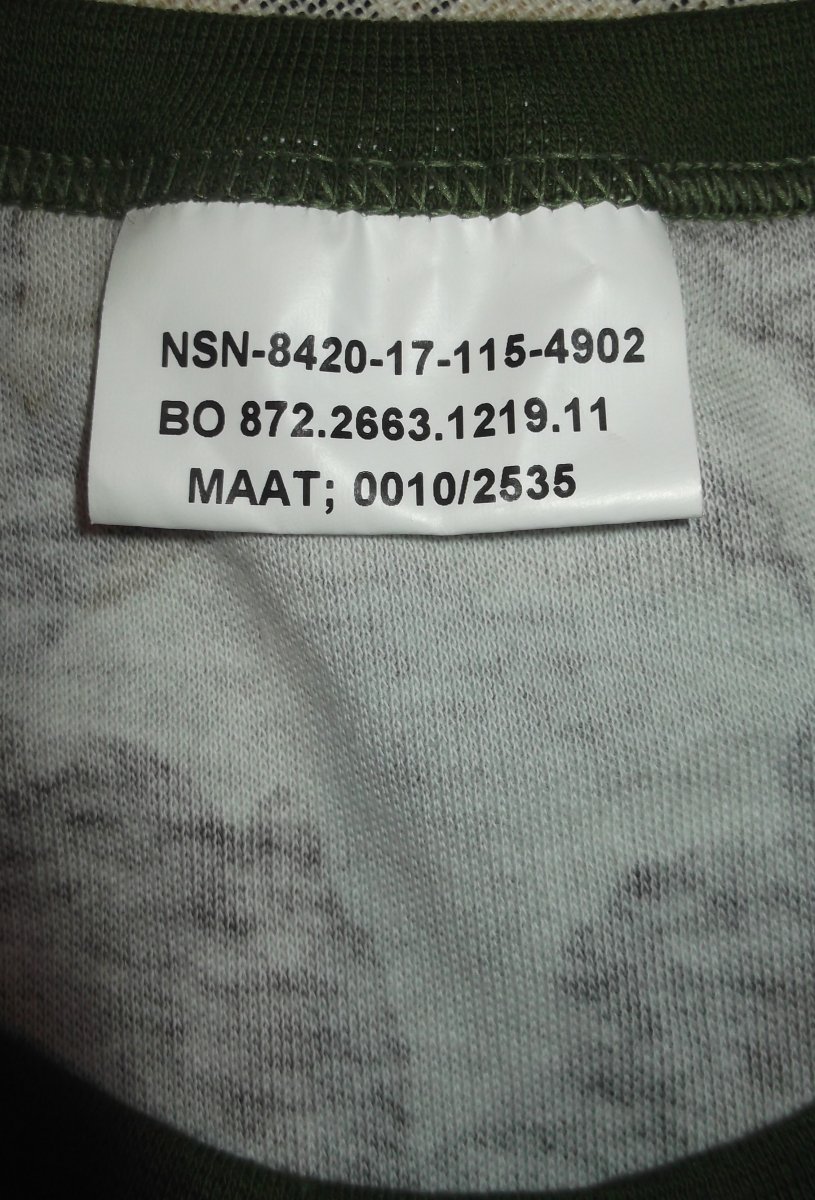 NSN-8420-17-115-4902
BO 872.2663.1219.11
MAAT; 0010/2535